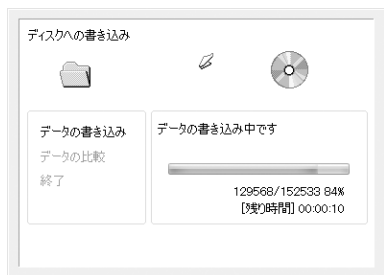 ディスクへの書き込み
データの書き込み
データの比較
終了
データの書き込み中です
129568/152533 84%
[残り時間] 00:00:10